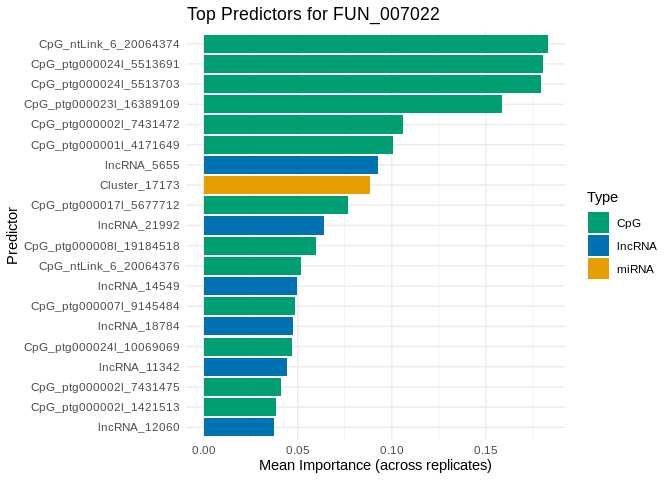 Top Predictors for FUN_007022
Predictor
CpG_ntLink_6_20064374
CpG_ptg000024l_5513691
CpG_ptg000024l_5513703
CpG_ptg000023l_16389109
CpG_ptg000002l_7431472
CpG_ptg000001l_4171649
lncRNA_5655
Cluster_17173
CpG_ptg000017l_5677712
lncRNA_21992
CpG_ptg000008l_19184518
CpG_ntLink_6_20064376
lncRNA_14549
CpG_ptg000007l_9145484
lncRNA_18784
CpG_ptg000024l_10069069
lncRNA_11342
CpG_ptg000002l_7431475
CpG_ptg000002l_1421513
lncRNA_12060
0.00 0.05 0.10 0.15
Mean Importance (across replicates)
Type
CpG
lncRNA
miRNA